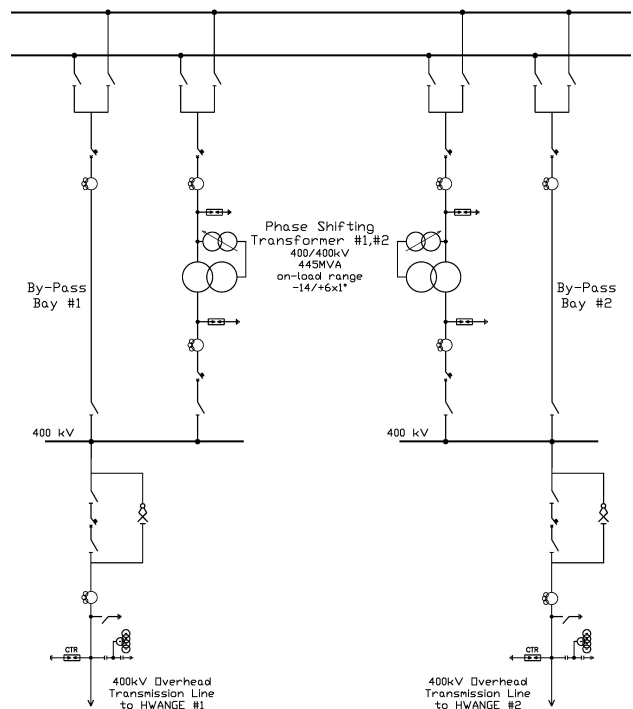 Phase Shifting
Transformer #1,#2
400/400kV
445MVA
on-load range
-14/+6x1°
By-Pass
Bay #1
By-Pass
Bay #2
400 kV
400 kV
CTR
CTR
400kV Overhead
Transmission Line
to HWANGE #1
400kV Overhead
Transmission Line
to HWANGE #2